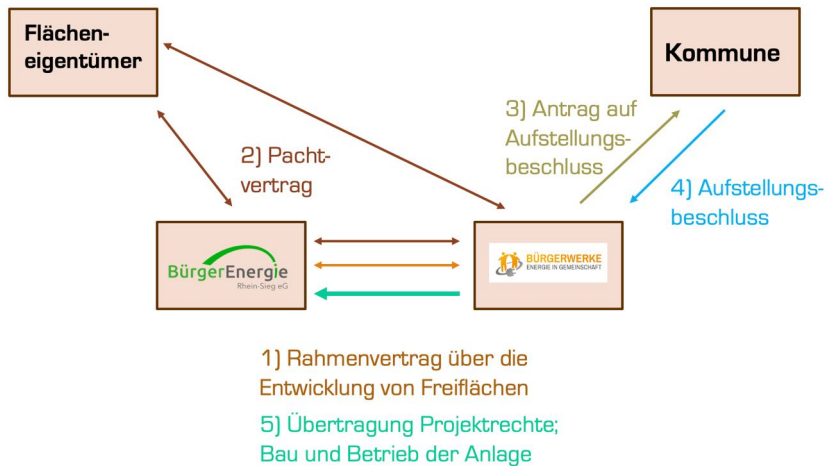 Flächen-
eigentümer
Kommune
3) Antrag auf
Aufstellungs-
beschluss
2) Pacht-
vertrag
4) Aufstellungs-
beschluss
BürgerEnergie
Rhein-Sieg eG
BÜRGERWERKE
ENERGIE IN GEMEINSCHAFT
1) Rahmenvertrag über die
Entwicklung von Freiflächen
5) Übertragung Projektrechte;
Bau und Betrieb der Anlage